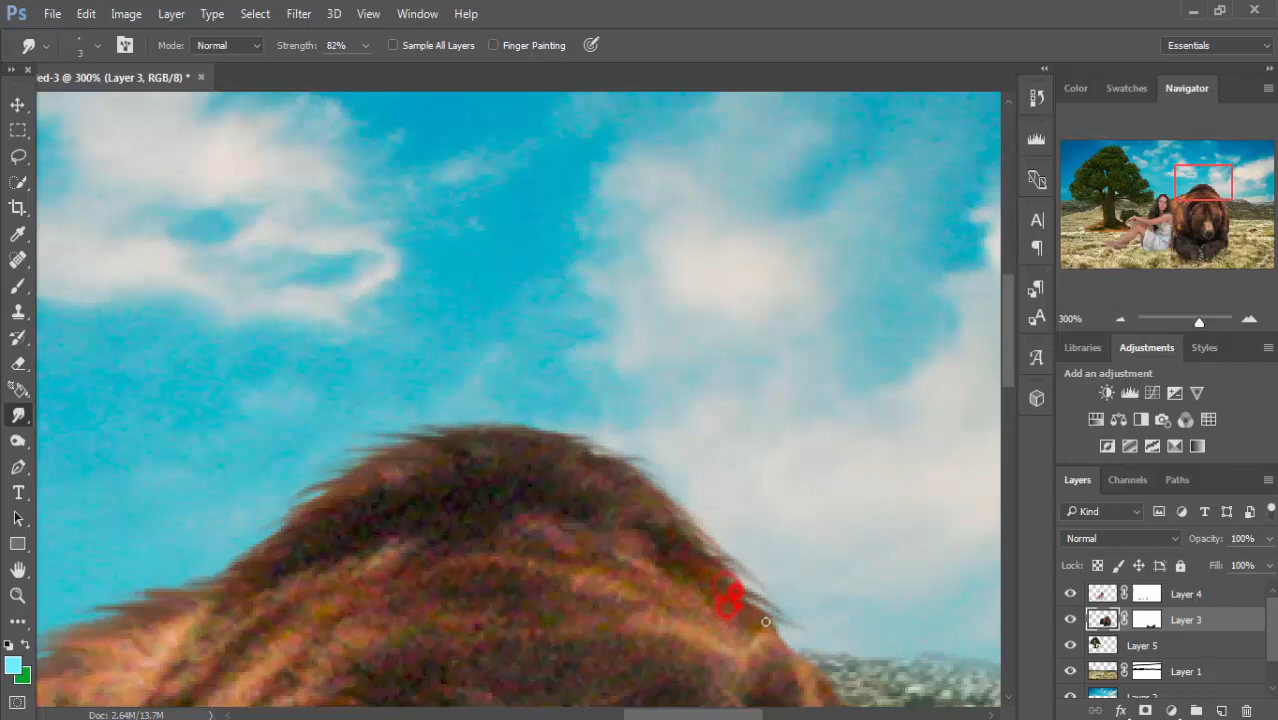 Ps File Edit Image Layer Type Select Filter 3D View Window Help
3 Mode: Normal Strength: 82% Sample All Layers Finger Painting Essentials
ed-3 @ 300% (Layer 3, RGB/8) * ×
Color Swatches Navigator
300%
Libraries Adjustments Styles
Add an adjustment
Layers Channels Paths
Kind
Normal Opacity: 100%
Lock: Fill: 100%
Layer 4
Layer 3
Layer 5
Layer 1
Layer 2
Doc: 2.64M/13.7M